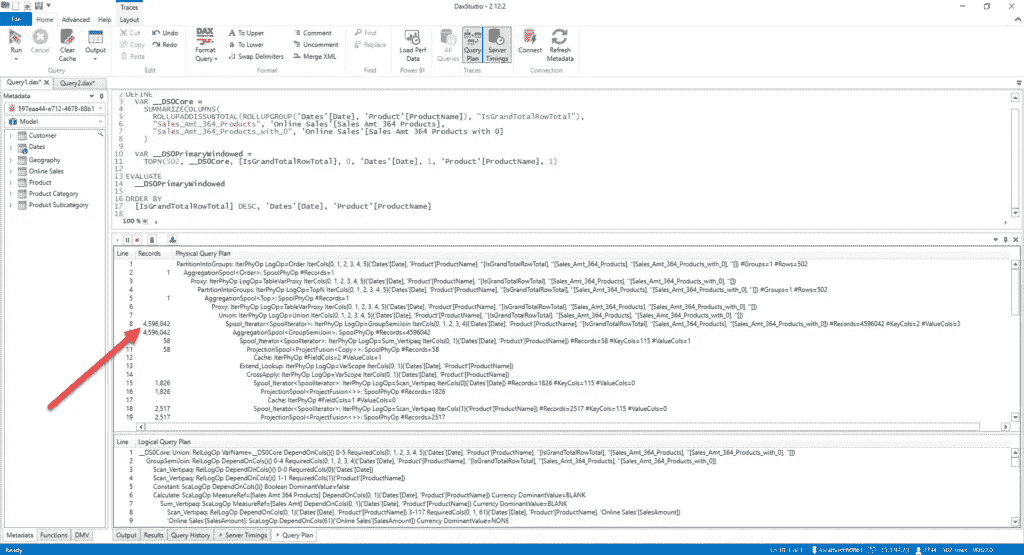 DaxStudio - 2.12.2
Traces
File Home Advanced Help Layout
Run Cancel Clear Cache Output
Cut Copy Paste Undo Redo
DAX Format Query
To Upper To Lower Swap Delimiters
Comment Uncomment Merge XML
Find Replace
Load Perf Data
All Queries Query Plan Server Timings
Connect Refresh Metadata
Query Edit Format Find Power BI Traces Connection
Query1.dax* Query2.dax*
Metadata
597eaa44-e712-4678-88b1
Model
Customer
Dates
Geography
Online Sales
Product
Product Category
Product Subcategory
2 DEFINE
3 VAR __DS0Core =
4 SUMMARIZECOLUMNS(
5 ROLLUPADDISSUBTOTAL(ROLLUPGROUP('Dates'[Date], 'Product'[ProductName]), "IsGrandTotalRowTotal"),
6 "Sales_Amt_364_Products", 'Online Sales'[Sales Amt 364 Products],
7 "Sales_Amt_364_Products_with_0", 'Online Sales'[Sales Amt 364 Products with 0]
8 )
9
10 VAR __DS0PrimaryWindowed =
11 TOPN(502, __DS0Core, [IsGrandTotalRowTotal], 0, 'Dates'[Date], 1, 'Product'[ProductName], 1)
12
13 EVALUATE
14 __DS0PrimaryWindowed
15
16 ORDER BY
17 [IsGrandTotalRowTotal] DESC, 'Dates'[Date], 'Product'[ProductName]
18
100 %
Line Records Physical Query Plan
1 PartitionIntoGroups: IterPhyOp LogOp=Order IterCols(0, 1, 2, 3, 4, 5)('Dates'[Date], 'Product'[ProductName], ''[IsGrandTotalRowTotal], ''[Sales_Amt_364_Products], ''[Sales_Amt_364_Products_with_0], ''[]) #Groups=1 #Rows=502
2 1 AggregationSpool<Order>: SpoolPhyOp #Records=1
3 Proxy: IterPhyOp LogOp=TableVarProxy IterCols(0, 1, 2, 3, 4, 5)('Dates'[Date], 'Product'[ProductName], ''[IsGrandTotalRowTotal], ''[Sales_Amt_364_Products], ''[Sales_Amt_364_Products_with_0], ''[])
4 PartitionIntoGroups: IterPhyOp LogOp=TopN IterCols(0, 1, 2, 3, 4, 5)('Dates'[Date], 'Product'[ProductName], ''[IsGrandTotalRowTotal], ''[Sales_Amt_364_Products], ''[Sales_Amt_364_Products_with_0], ''[]) #Groups=1 #Rows=502
5 1 AggregationSpool<Top>: SpoolPhyOp #Records=1
6 Proxy: IterPhyOp LogOp=TableVarProxy IterCols(0, 1, 2, 3, 4, 5)('Dates'[Date], 'Product'[ProductName], ''[IsGrandTotalRowTotal], ''[Sales_Amt_364_Products], ''[Sales_Amt_364_Products_with_0], ''[])
7 Union: IterPhyOp LogOp=Union IterCols(0, 1, 2, 3, 4, 5)('Dates'[Date], 'Product'[ProductName], ''[IsGrandTotalRowTotal], ''[Sales_Amt_364_Products], ''[Sales_Amt_364_Products_with_0], ''[])
8 4,596,042 Spool_Iterator<SpoolIterator>: IterPhyOp LogOp=GroupSemiJoin IterCols(0, 1, 2, 3, 4)('Dates'[Date], 'Product'[ProductName], ''[IsGrandTotalRowTotal], ''[Sales_Amt_364_Products], ''[Sales_Amt_364_Products_with_0]) #Records=4596042 #KeyCols=2 #ValueCols=3
9 4,596,042 AggregationSpool<GroupSemiJoin>: SpoolPhyOp #Records=4596042
10 58 Spool_Iterator<SpoolIterator>: IterPhyOp LogOp=Sum_Vertipaq IterCols(0, 1)('Dates'[Date], 'Product'[ProductName]) #Records=58 #KeyCols=115 #ValueCols=1
11 58 ProjectionSpool<ProjectFusion<Copy>>: SpoolPhyOp #Records=58
12 Cache: IterPhyOp #FieldCols=2 #ValueCols=1
13 Extend_Lookup: IterPhyOp LogOp=VarScope IterCols(0, 1)('Dates'[Date], 'Product'[ProductName])
14 CrossApply: IterPhyOp LogOp=VarScope IterCols(0, 1)('Dates'[Date], 'Product'[ProductName])
15 1,826 Spool_Iterator<SpoolIterator>: IterPhyOp LogOp=Scan_Vertipaq IterCols(0)('Dates'[Date]) #Records=1826 #KeyCols=115 #ValueCols=0
16 1,826 ProjectionSpool<ProjectFusion<>>: SpoolPhyOp #Records=1826
17 Cache: IterPhyOp #FieldCols=1 #ValueCols=0
18 2,517 Spool_Iterator<SpoolIterator>: IterPhyOp LogOp=Scan_Vertipaq IterCols(1)('Product'[ProductName]) #Records=2517 #KeyCols=115 #ValueCols=0
19 2,517 ProjectionSpool<ProjectFusion<>>: SpoolPhyOp #Records=2517
Line Logical Query Plan
1 __DS0Core: Union: RelLogOp VarName=__DS0Core DependOnCols()() 0-5 RequiredCols(0, 1, 2, 3, 4, 5)('Dates'[Date], 'Product'[ProductName], ''[IsGrandTotalRowTotal], ''[Sales_Amt_364_Products], ''[Sales_Amt_364_Products_with_0], ''[])
2 GroupSemiJoin: RelLogOp DependOnCols()() 0-4 RequiredCols(0, 1, 2, 3, 4)('Dates'[Date], 'Product'[ProductName], ''[IsGrandTotalRowTotal], ''[Sales_Amt_364_Products], ''[Sales_Amt_364_Products_with_0])
3 Scan_Vertipaq: RelLogOp DependOnCols()() 0-0 RequiredCols(0)('Dates'[Date])
4 Scan_Vertipaq: RelLogOp DependOnCols()() 1-1 RequiredCols(1)('Product'[ProductName])
5 Constant: ScaLogOp DependOnCols()() Boolean DominantValue=false
6 Calculate: ScaLogOp MeasureRef=[Sales Amt 364 Products] DependOnCols(0, 1)('Dates'[Date], 'Product'[ProductName]) Currency DominantValue=BLANK
7 Sum_Vertipaq: ScaLogOp MeasureRef=[Sales Amt] DependOnCols(0, 1)('Dates'[Date], 'Product'[ProductName]) Currency DominantValue=BLANK
8 Scan_Vertipaq: RelLogOp DependOnCols(0, 1)('Dates'[Date], 'Product'[ProductName]) 3-117 RequiredCols(0, 1, 61)('Dates'[Date], 'Product'[ProductName], 'Online Sales'[SalesAmount])
9 'Online Sales'[SalesAmount]: ScaLogOp DependOnCols(61)('Online Sales'[SalesAmount]) Currency DominantValue=NONE
Metadata Functions DMV
Output Results Query History Server Timings Query Plan
Ready